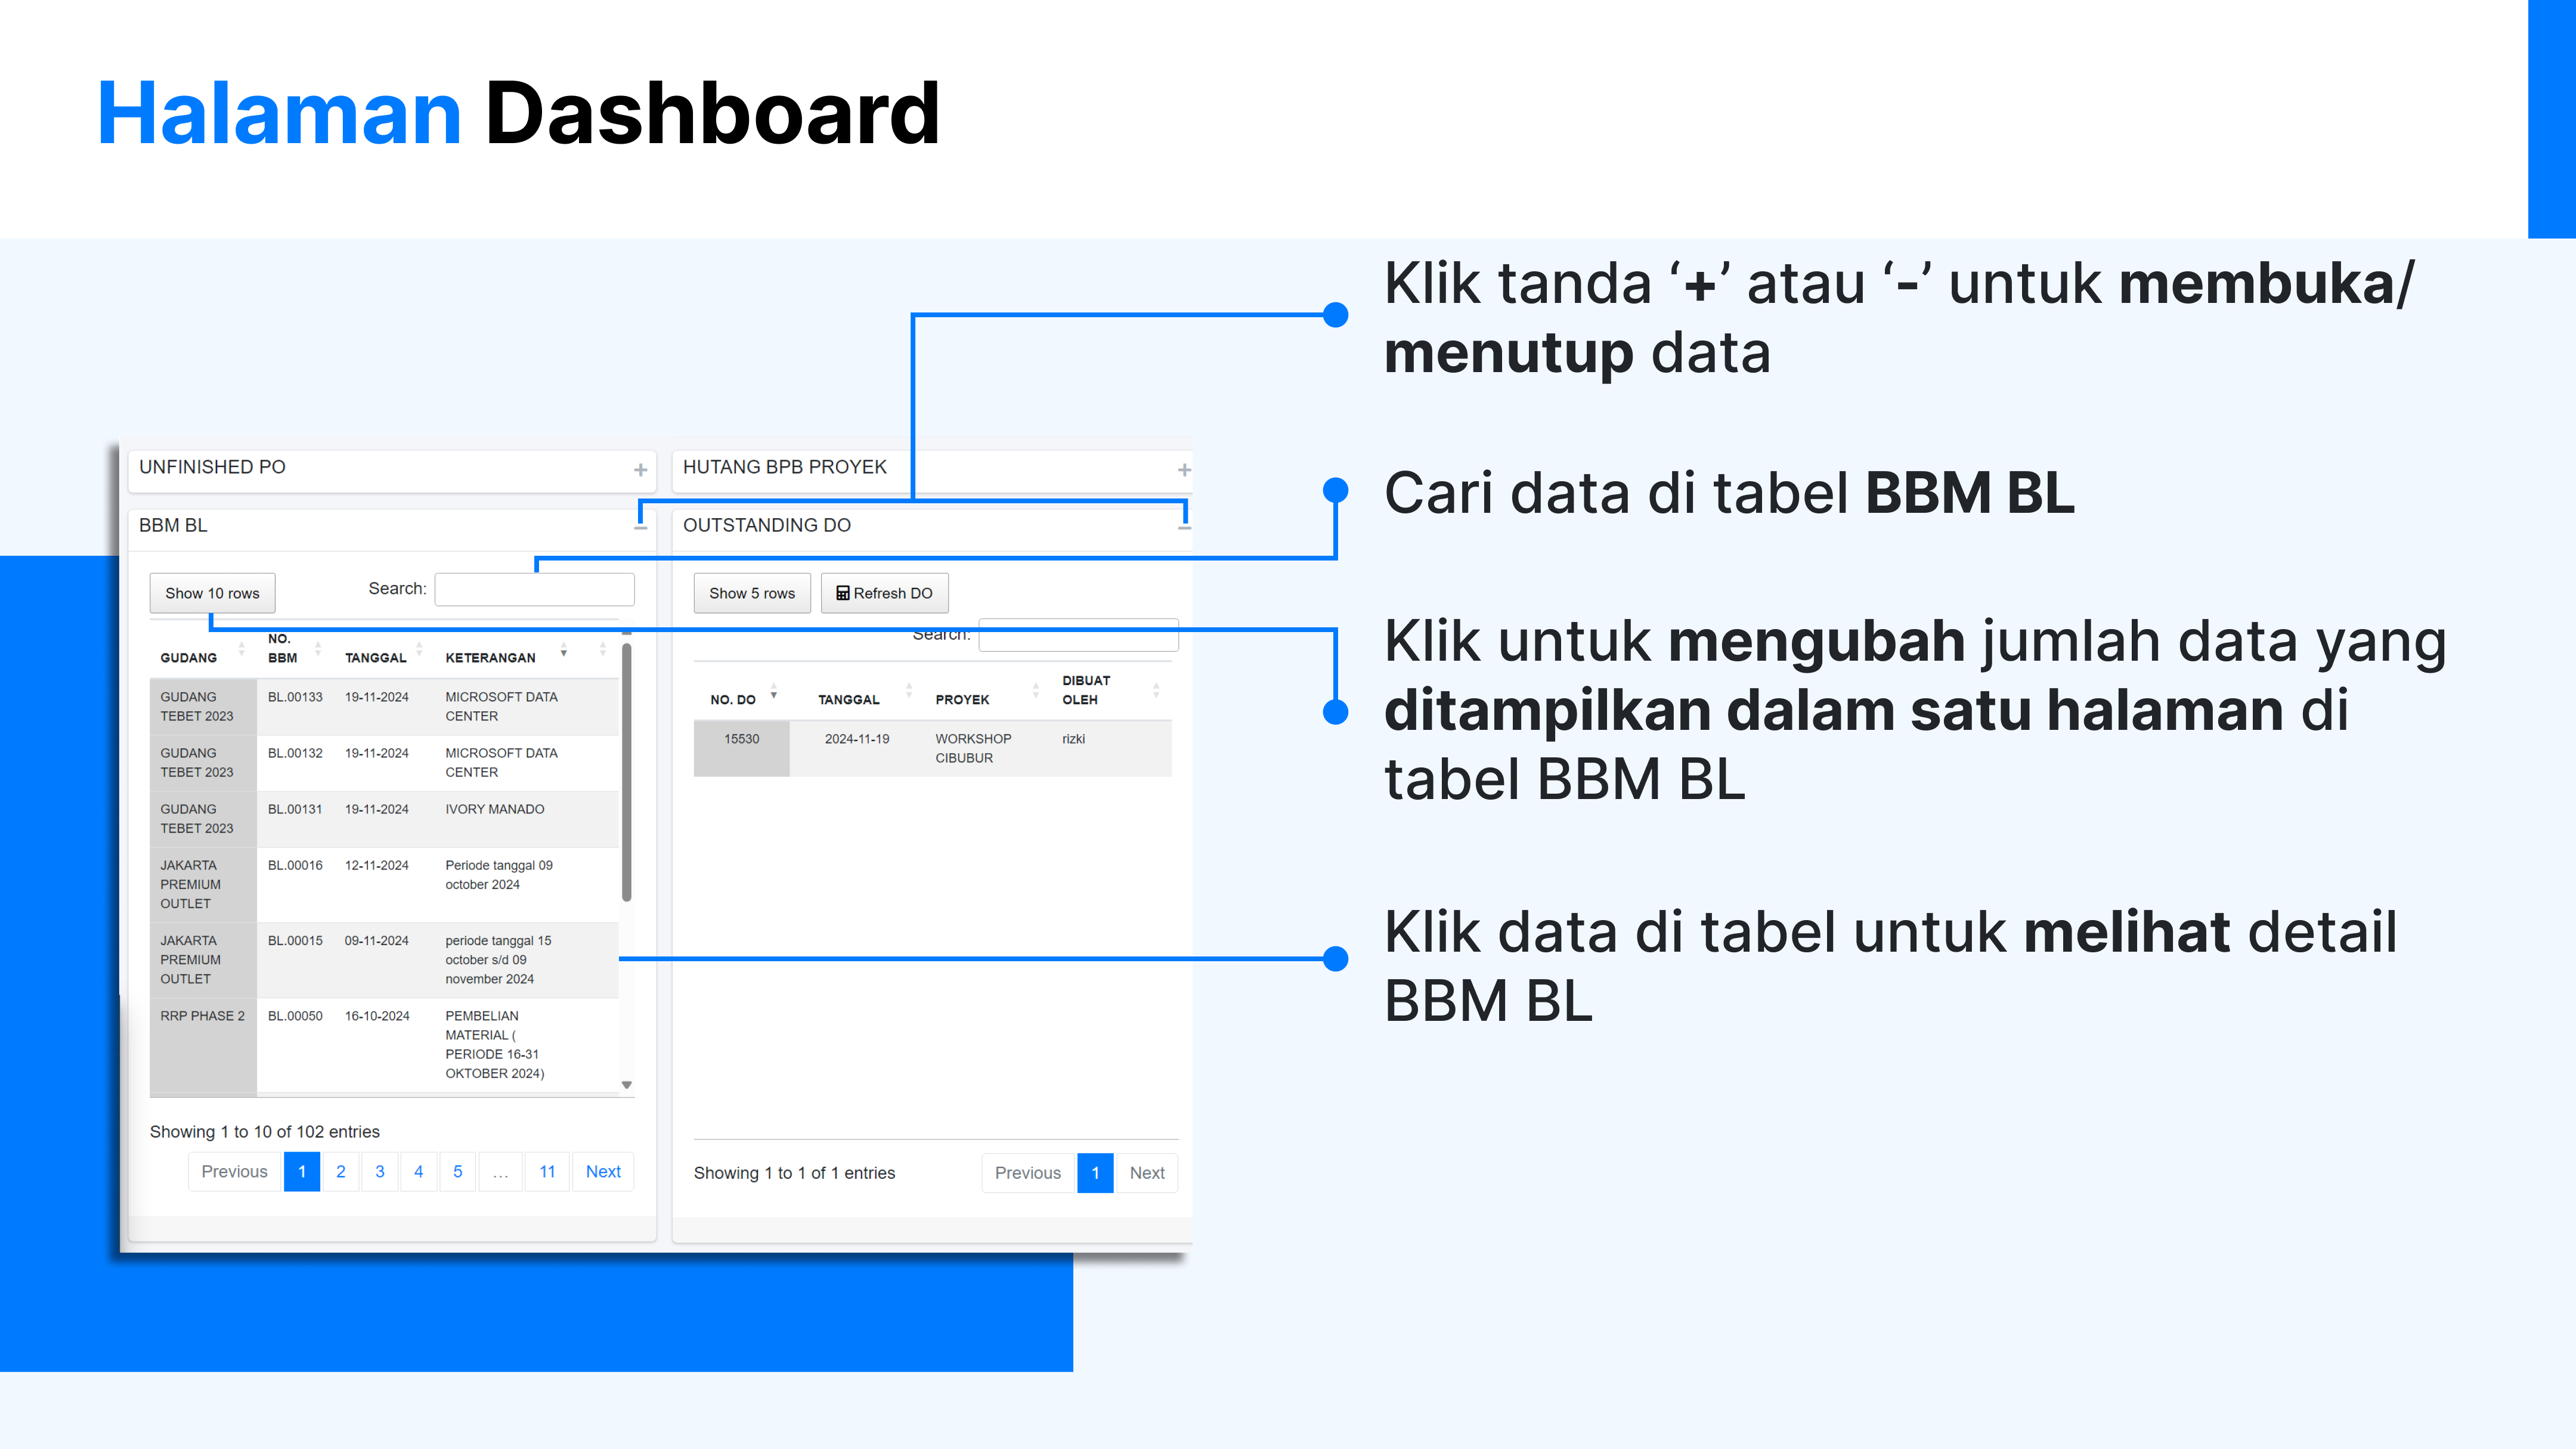 Halaman Dashboard
Klik tanda ‘+’ atau ‘-’ untuk membuka/
menutup data
Cari data di tabel BBM BL
Klik untuk mengubah jumlah data yang
ditampilkan dalam satu halaman di
tabel BBM BL
Klik data di tabel untuk melihat detail
BBM BL
UNFINISHED PO +
HUTANG BPB PROYEK +
BBM BL
Show 10 rows Search:
GUDANG NO. BBM TANGGAL KETERANGAN
GUDANG TEBET 2023 BL.00133 19-11-2024 MICROSOFT DATA CENTER
GUDANG TEBET 2023 BL.00132 19-11-2024 MICROSOFT DATA CENTER
GUDANG TEBET 2023 BL.00131 19-11-2024 IVORY MANADO
JAKARTA PREMIUM OUTLET BL.00016 12-11-2024 Periode tanggal 09 october 2024
JAKARTA PREMIUM OUTLET BL.00015 09-11-2024 periode tanggal 15 october s/d 09 november 2024
RRP PHASE 2 BL.00050 16-10-2024 PEMBELIAN MATERIAL ( PERIODE 16-31 OKTOBER 2024)
Showing 1 to 10 of 102 entries
Previous 1 2 3 4 5 … 11 Next
OUTSTANDING DO
Show 5 rows Refresh DO
Search:
NO. DO TANGGAL PROYEK DIBUAT OLEH
15530 2024-11-19 WORKSHOP CIBUBUR rizki
Showing 1 to 1 of 1 entries
Previous 1 Next